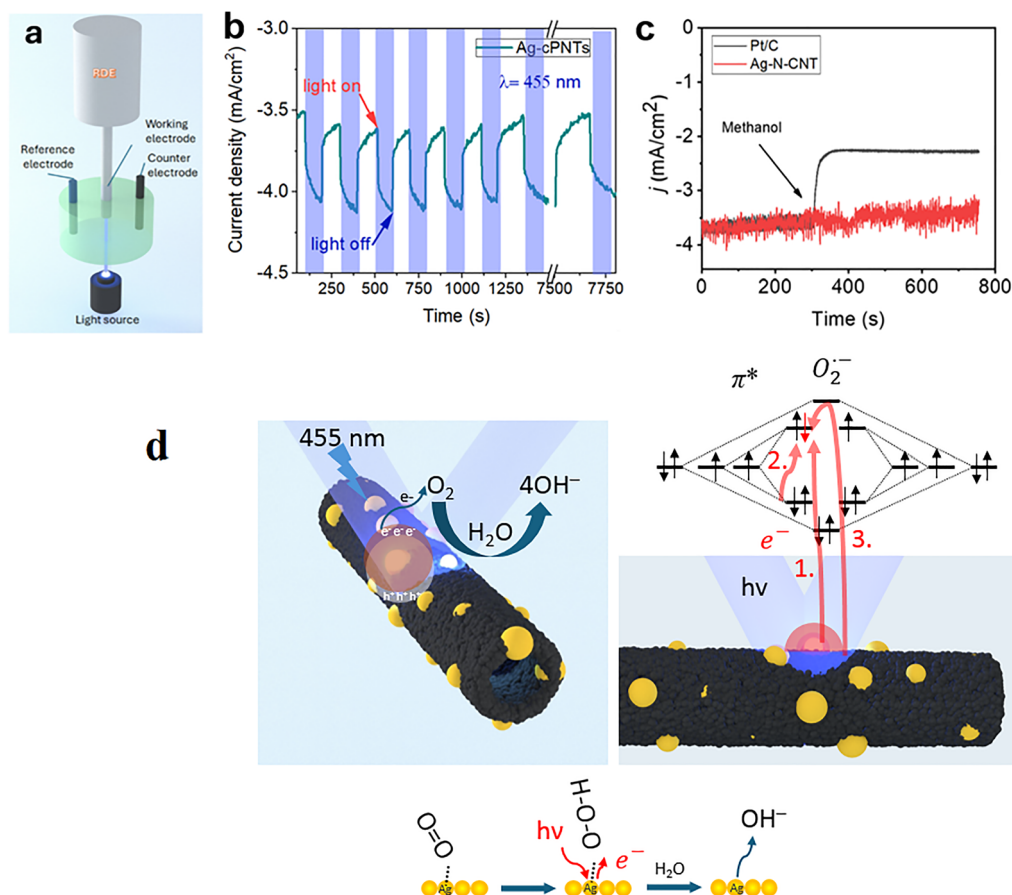 a
RDE
Working
electrode
Reference
electrode
Counter
electrode
Light source
b
-3.0
-3.5
-4.0
-4.5
Current density (mA/cm²)
Ag-cPNTs
light on
λ= 455 nm
light off
250
500
750
1000
1250
7500
7750
Time (s)
c
0
-1
-2
-3
-4
j (mA/cm²)
Pt/C
Ag-N-CNT
Methanol
0
200
400
600
800
Time (s)
d
455 nm
e-
O₂
4OH⁻
H₂O
e⁻ e⁻ e⁻
h⁺ h⁺ h⁺
π*
O₂˙⁻
2.
e⁻
3.
1.
hν
O=O
Ag
H-O-O
hν
e⁻
Ag
H₂O
OH⁻
Ag